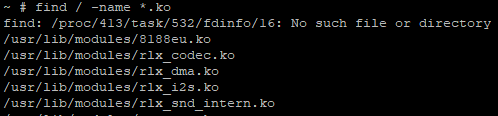 ~ # find / -name *.ko
find: /proc/413/task/532/fdinfo/16: No such file or directory
/usr/lib/modules/8188eu.ko
/usr/lib/modules/rlx_codec.ko
/usr/lib/modules/rlx_dma.ko
/usr/lib/modules/rlx_i2s.ko
/usr/lib/modules/rlx_snd_intern.ko